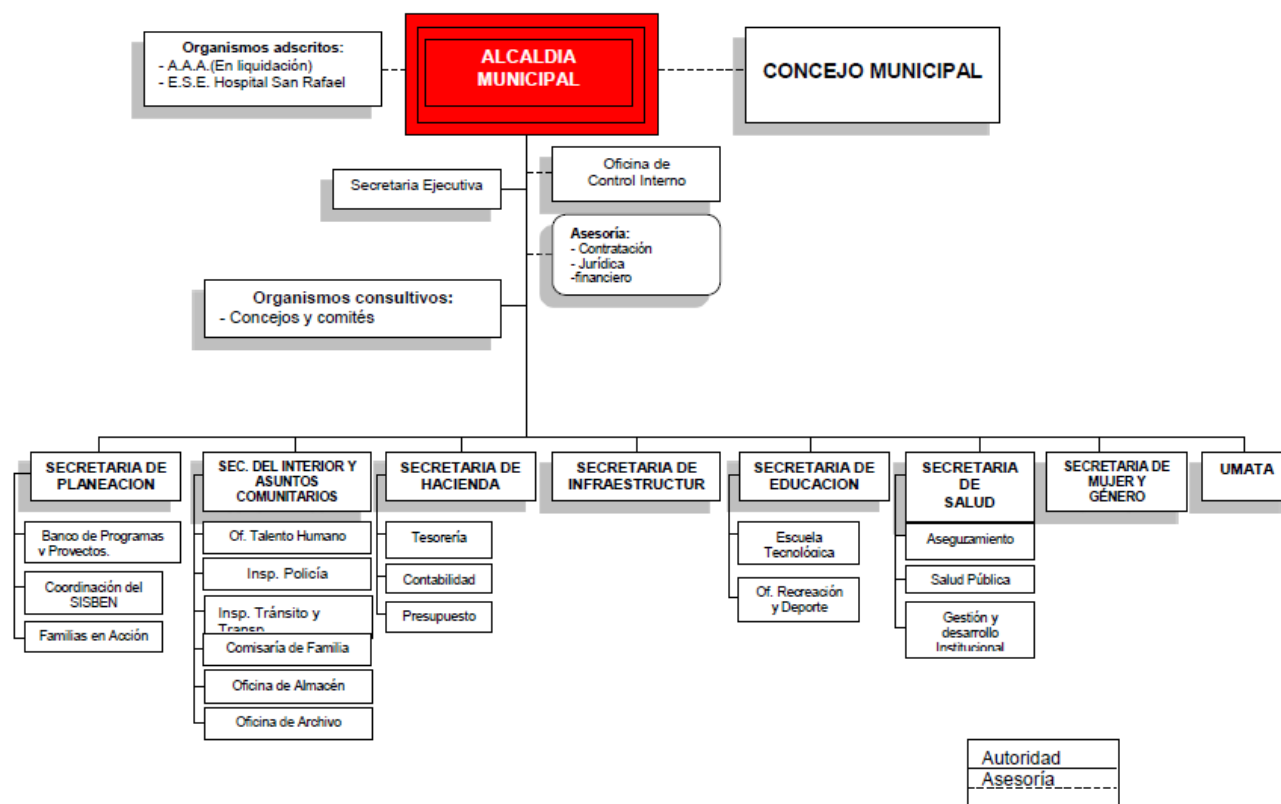 Organismos adscritos:
- A.A.A.(En liquidación)
- E.S.E. Hospital San Rafael
ALCALDIA
MUNICIPAL
CONCEJO MUNICIPAL
Secretaria Ejecutiva
Oficina de
Control Interno
Asesoría:
- Contratación
- Jurídica
-financiero
Organismos consultivos:
- Concejos y comités
SECRETARIA DE
PLANEACION
Banco de Programas
y Proyectos.
Coordinación del
SISBEN
Familias en Acción
SEC. DEL INTERIOR Y
ASUNTOS
COMUNITARIOS
Of. Talento Humano
Insp. Policía
Insp. Tránsito y
Transp.
Comisaría de Familia
Oficina de Almacén
Oficina de Archivo
SECRETARIA DE
HACIENDA
Tesorería
Contabilidad
Presupuesto
SECRETARIA DE
INFRAESTRUCTUR
SECRETARIA DE
EDUCACION
Escuela
Tecnológica
Of. Recreación
y Deporte
SECRETARIA
DE
SALUD
Aseguramiento
Salud Pública
Gestión y
desarrollo
Institucional
SECRETARIA DE
MUJER Y
GÉNERO
UMATA
Autoridad
Asesoría